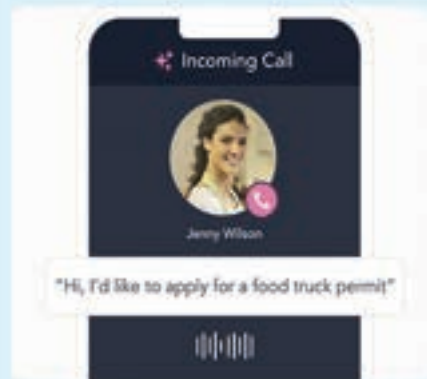 Incoming Call
Jenny Wilson
"Hi, I'd like to apply for a food truck permit"